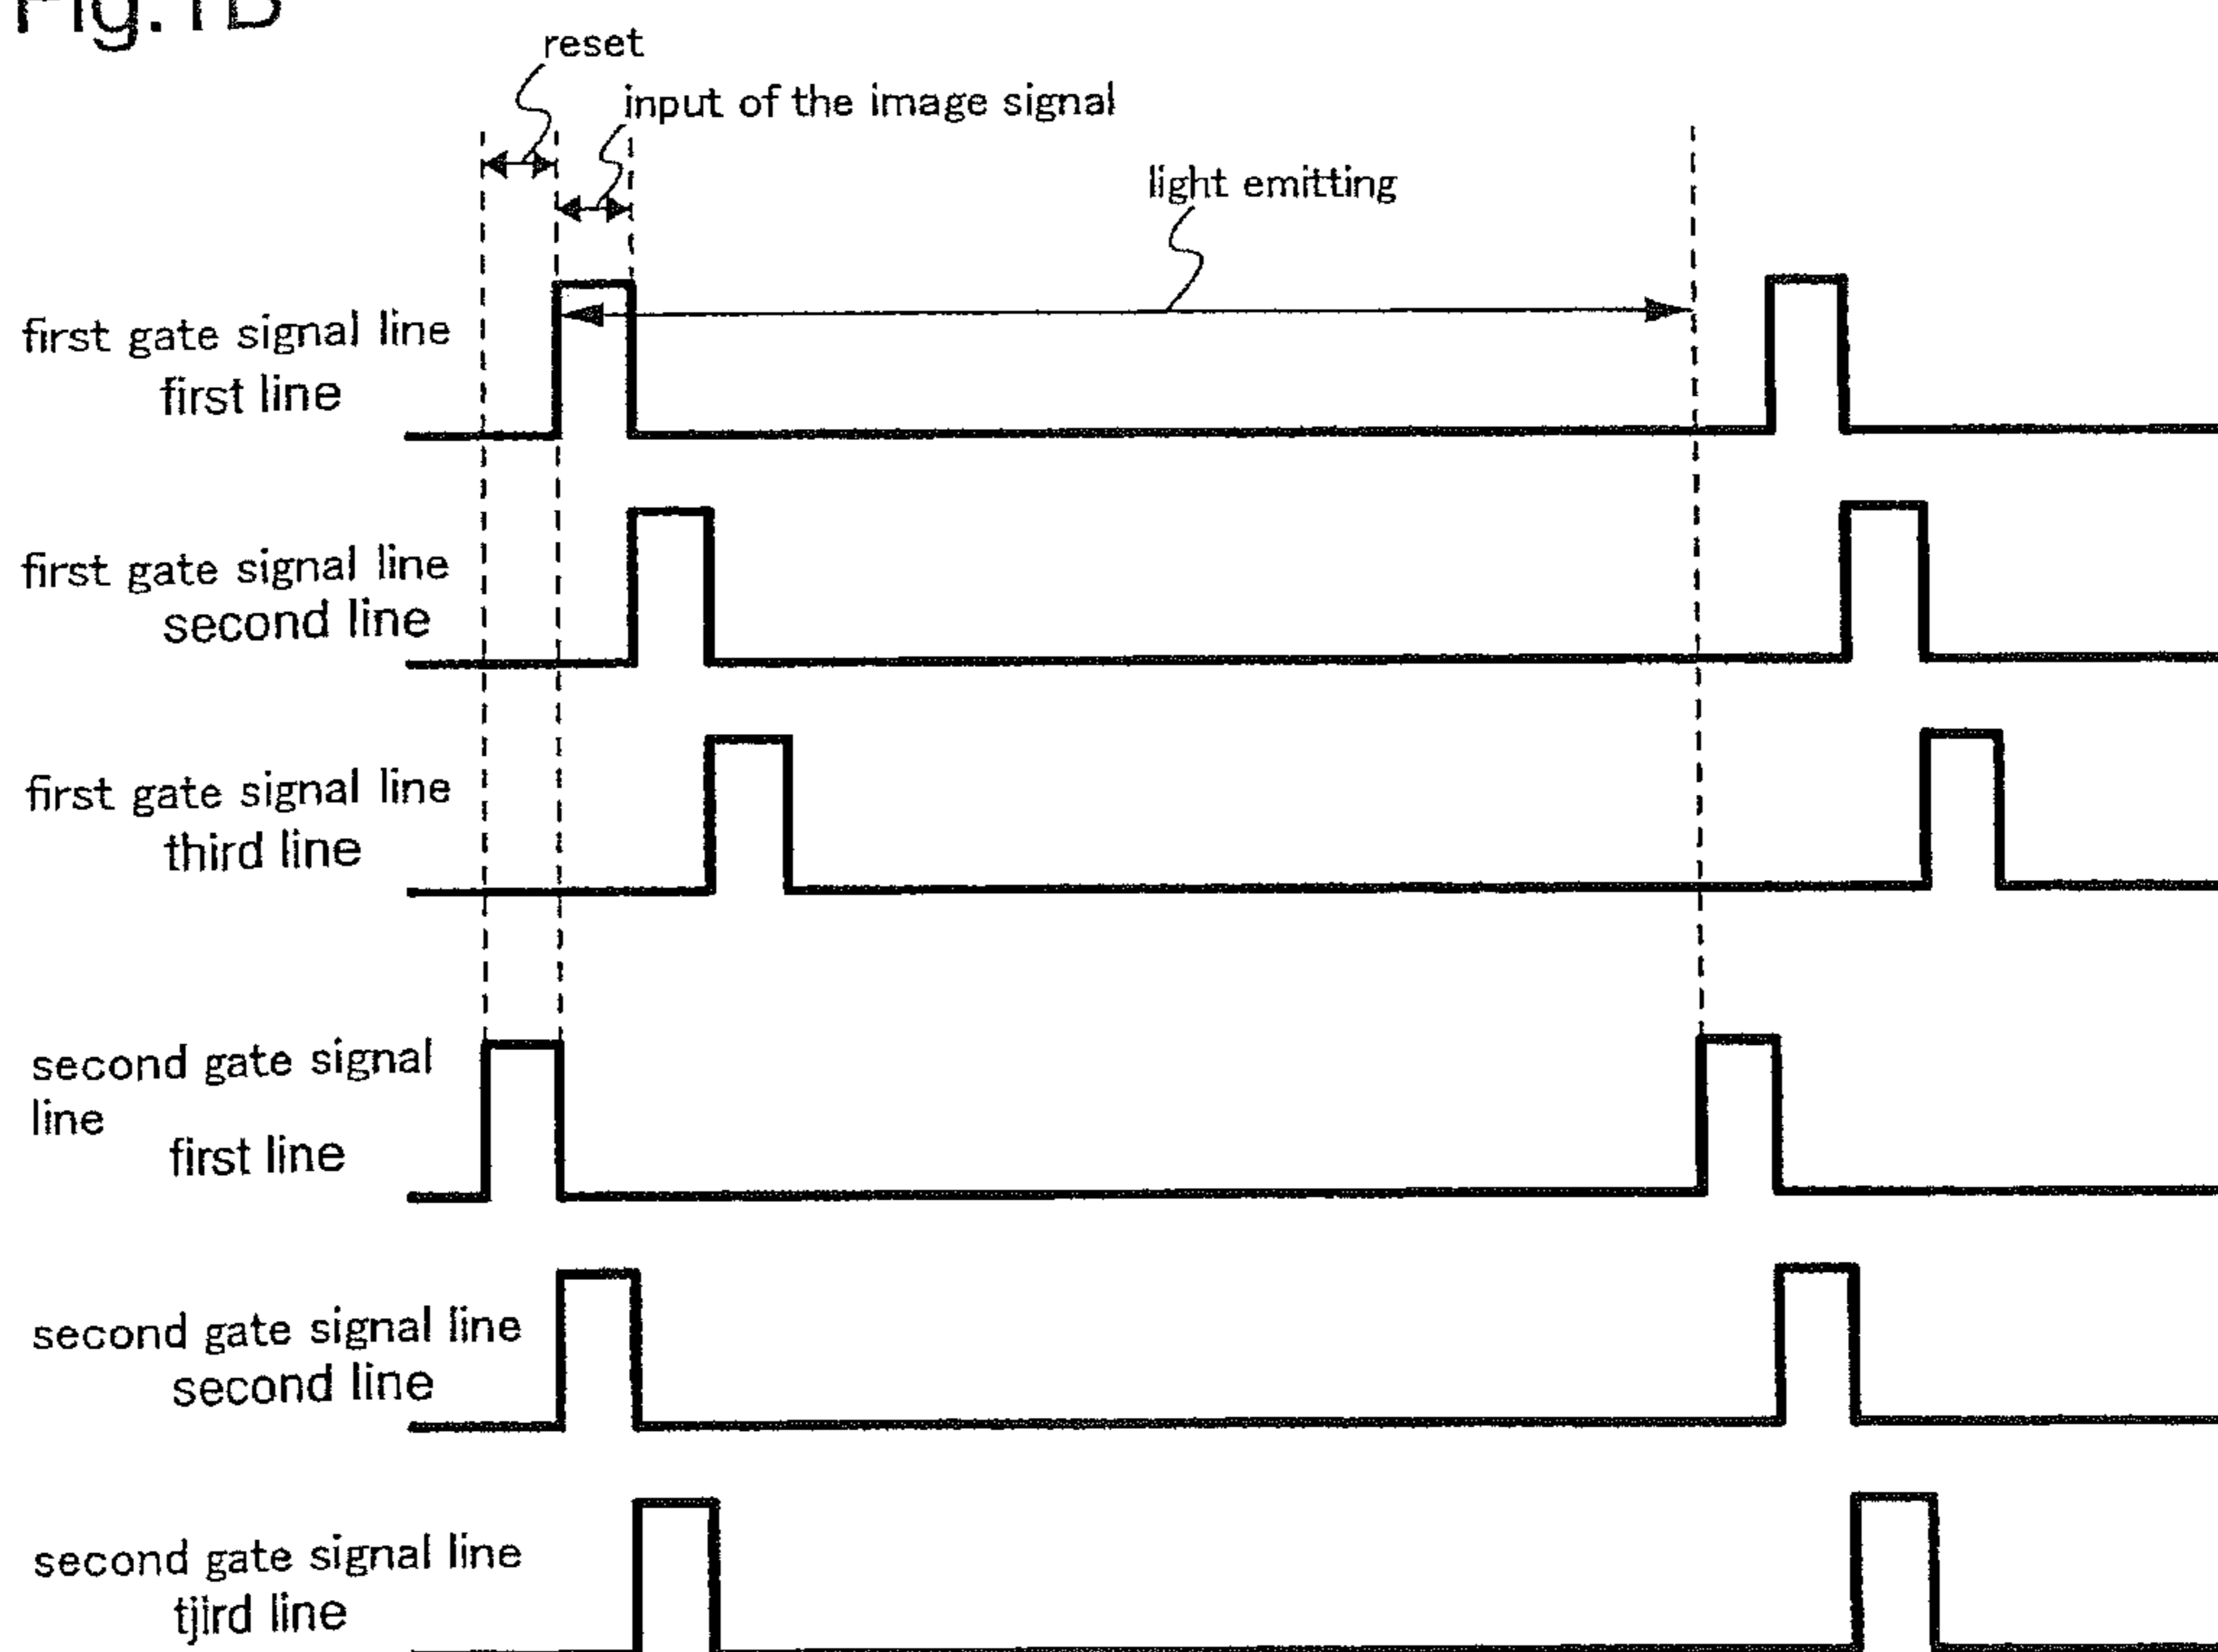 Fig.1B
reset
input of the image signal
light emitting
first gate signal line
first line
first gate signal line
second line
first gate signal line
third line
second gate signal
line
first line
second gate signal line
second line
second gate signal line
tjird line